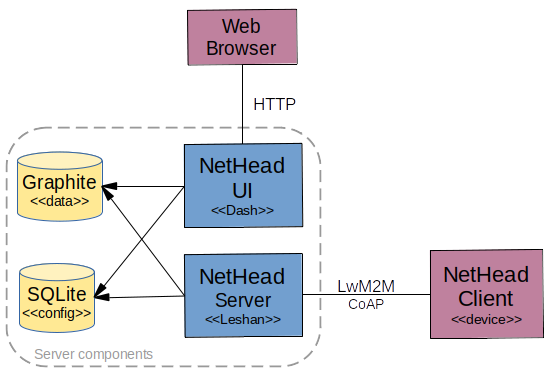 Web
Browser
HTTP
Graphite
<<data>>
NetHead
UI
<<Dash>>
SQLite
<<config>>
NetHead
Server
<<Leshan>>
LwM2M
CoAP
NetHead
Client
<<device>>
Server components